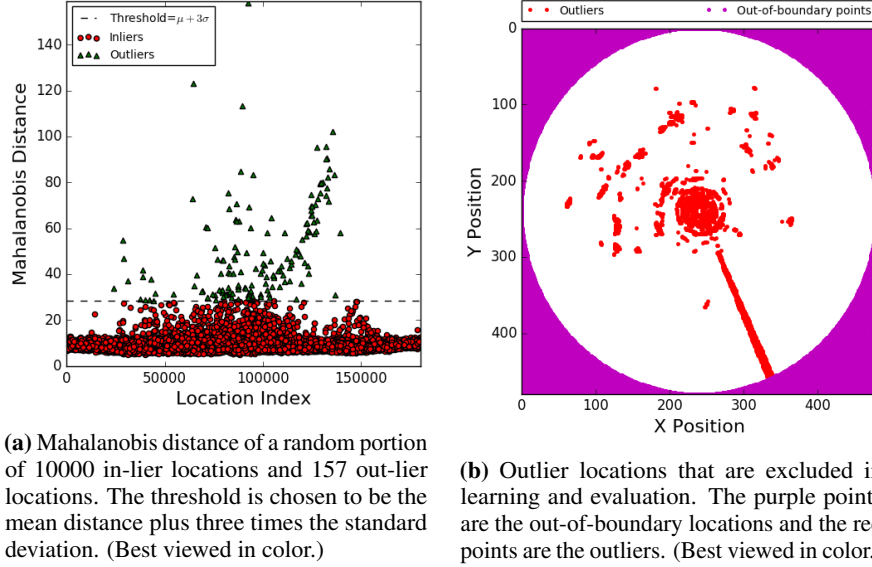 Threshold=μ + 3σ
Inliers
Outliers
140
120
100
80
60
40
20
0
Mahalanobis Distance
0 50000 100000 150000
Location Index
Outliers Out-of-boundary points
0
100
200
300
400
Y Position
0 100 200 300 400
X Position
(a) Mahalanobis distance of a random portion
of 10000 in-lier locations and 157 out-lier
locations. The threshold is chosen to be the
mean distance plus three times the standard
deviation. (Best viewed in color.)
(b) Outlier locations that are excluded in
learning and evaluation. The purple point
are the out-of-boundary locations and the re
points are the outliers. (Best viewed in color.